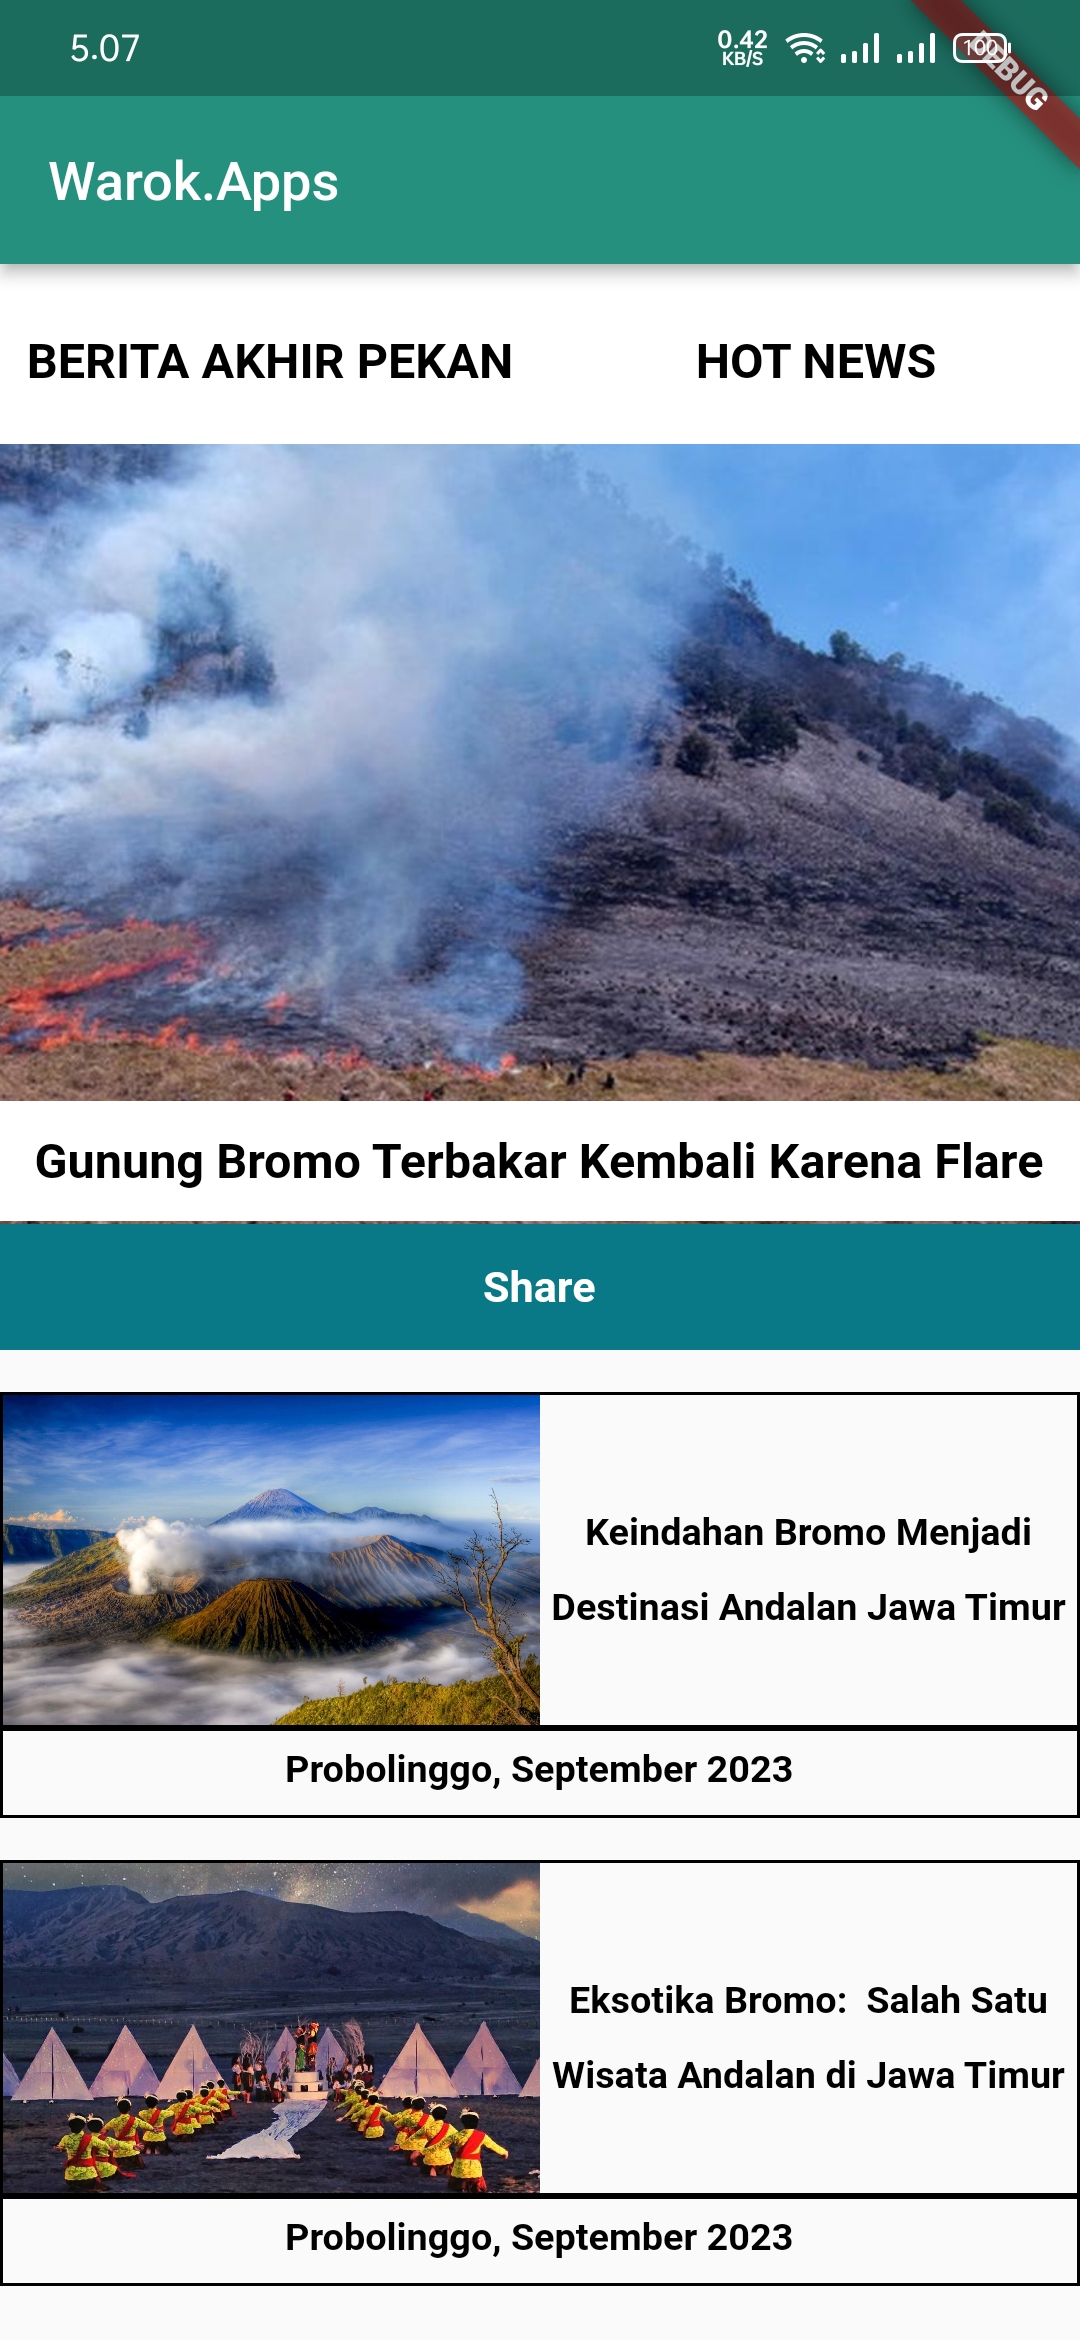 5.07
0.42
KB/S
100
DEBUG
Warok.Apps
BERITA AKHIR PEKAN
HOT NEWS
Gunung Bromo Terbakar Kembali Karena Flare
Share
Keindahan Bromo Menjadi
Destinasi Andalan Jawa Timur
Probolinggo, September 2023
Eksotika Bromo:  Salah Satu
Wisata Andalan di Jawa Timur
Probolinggo, September 2023